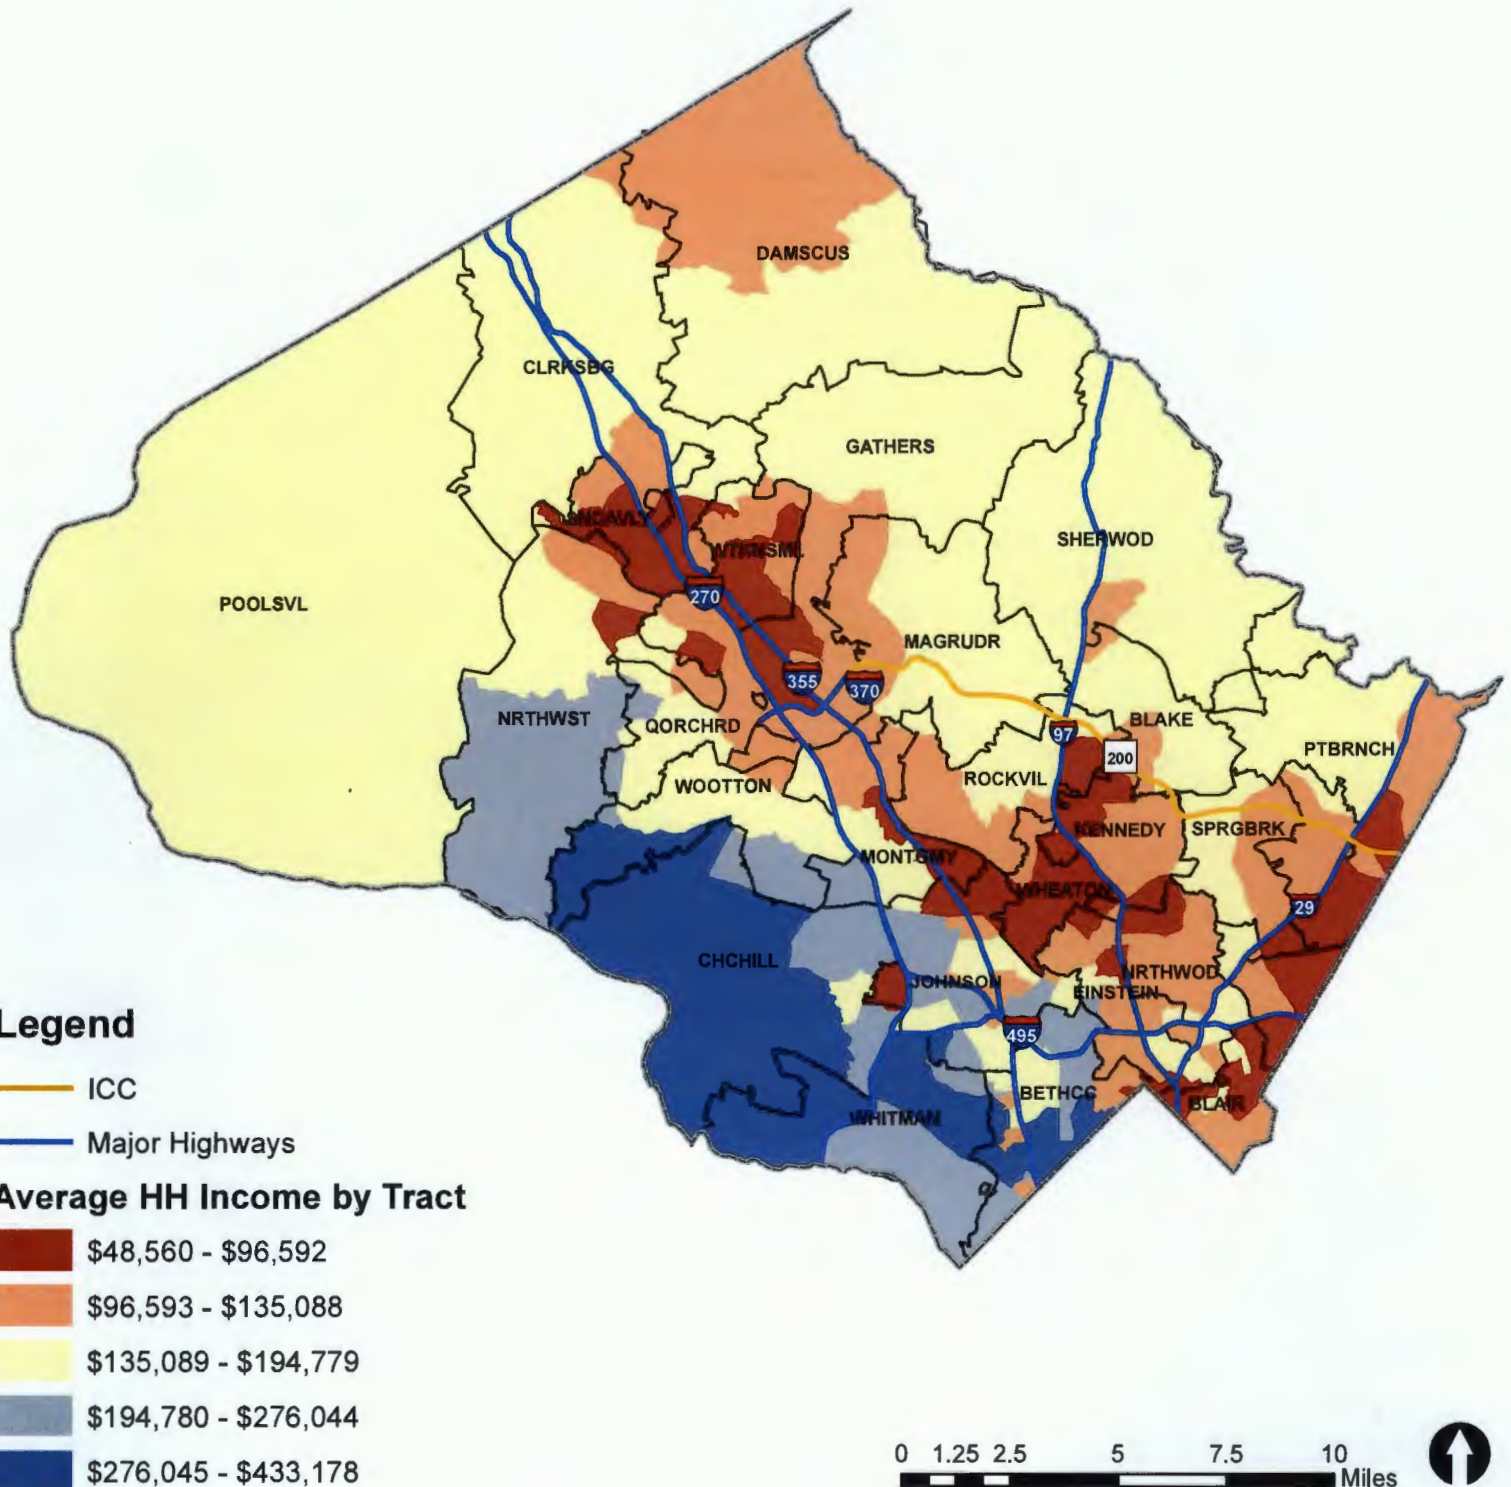 DAMSCUS
CLRKSBG
GATHERS
SHERWOD
SNCAVLY
WTKNSML
270
POOLSVL
MAGRUDR
355
370
NRTHWST
QORCHRD
BLAKE
97
200
PTBRNCH
WOOTTON
ROCKVIL
KENNEDY
SPRGBRK
MONTGMY
WHEATON
29
CHCHILL
JOHNSON
NRTHWOD
EINSTEIN
495
BETHCC
BLAIR
WHITMAN
Legend
ICC
Major Highways
Average HH Income by Tract
$48,560 - $96,592
$96,593 - $135,088
$135,089 - $194,779
$194,780 - $276,044
$276,045 - $433,178
0 1.25 2.5 5 7.5 10
Miles